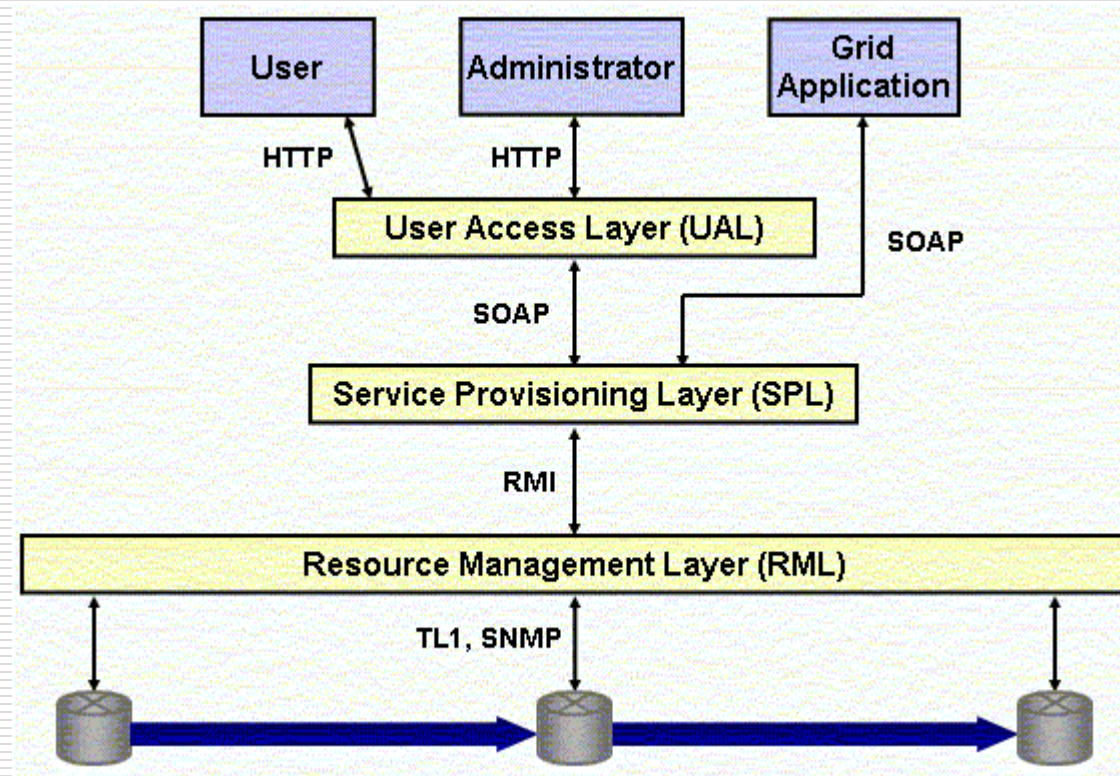 User
Administrator
Grid
Application
HTTP
HTTP
User Access Layer (UAL)
SOAP
SOAP
Service Provisioning Layer (SPL)
RMI
Resource Management Layer (RML)
TL1, SNMP